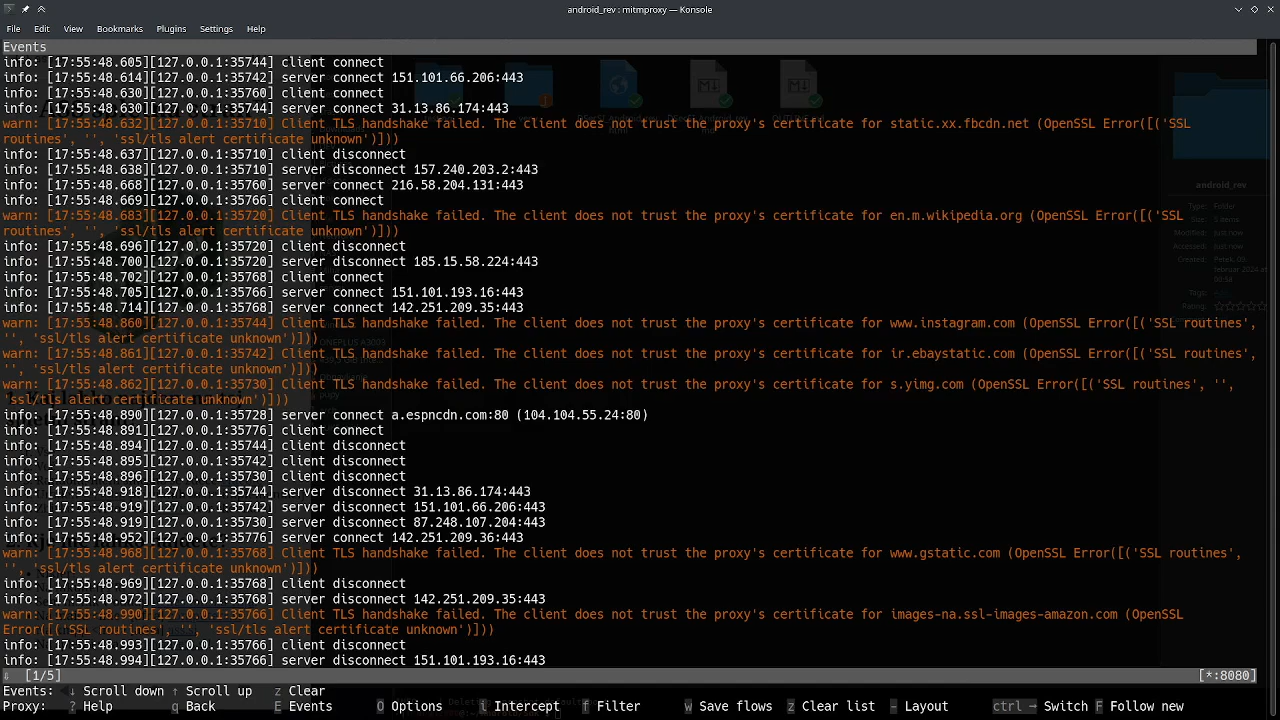 android_rev : mitmproxy — Konsole
File Edit View Bookmarks Plugins Settings Help
Events
info: [17:55:48.605][127.0.0.1:35744] client connect
info: [17:55:48.614][127.0.0.1:35742] server connect 151.101.66.206:443
info: [17:55:48.630][127.0.0.1:35760] client connect
info: [17:55:48.630][127.0.0.1:35744] server connect 31.13.86.174:443
warn: [17:55:48.632][127.0.0.1:35710] Client TLS handshake failed. The client does not trust the proxy's certificate for static.xx.fbcdn.net (OpenSSL Error([('SSL
routines', '', 'ssl/tls alert certificate unknown')]))
info: [17:55:48.637][127.0.0.1:35710] client disconnect
info: [17:55:48.638][127.0.0.1:35710] server disconnect 157.240.203.2:443
info: [17:55:48.668][127.0.0.1:35760] server connect 216.58.204.131:443
info: [17:55:48.669][127.0.0.1:35766] client connect
warn: [17:55:48.683][127.0.0.1:35720] Client TLS handshake failed. The client does not trust the proxy's certificate for en.m.wikipedia.org (OpenSSL Error([('SSL
routines', '', 'ssl/tls alert certificate unknown')]))
info: [17:55:48.696][127.0.0.1:35720] client disconnect
info: [17:55:48.700][127.0.0.1:35720] server disconnect 185.15.58.224:443
info: [17:55:48.702][127.0.0.1:35768] client connect
info: [17:55:48.705][127.0.0.1:35766] server connect 151.101.193.16:443
info: [17:55:48.714][127.0.0.1:35768] server connect 142.251.209.35:443
warn: [17:55:48.860][127.0.0.1:35744] Client TLS handshake failed. The client does not trust the proxy's certificate for www.instagram.com (OpenSSL Error([('SSL routines',
'', 'ssl/tls alert certificate unknown')]))
warn: [17:55:48.861][127.0.0.1:35742] Client TLS handshake failed. The client does not trust the proxy's certificate for ir.ebaystatic.com (OpenSSL Error([('SSL routines',
'', 'ssl/tls alert certificate unknown')]))
warn: [17:55:48.862][127.0.0.1:35730] Client TLS handshake failed. The client does not trust the proxy's certificate for s.yimg.com (OpenSSL Error([('SSL routines', '',
'ssl/tls alert certificate unknown')]))
info: [17:55:48.890][127.0.0.1:35728] server connect a.espncdn.com:80 (104.104.55.24:80)
info: [17:55:48.891][127.0.0.1:35776] client connect
info: [17:55:48.894][127.0.0.1:35744] client disconnect
info: [17:55:48.895][127.0.0.1:35742] client disconnect
info: [17:55:48.896][127.0.0.1:35730] client disconnect
info: [17:55:48.918][127.0.0.1:35744] server disconnect 31.13.86.174:443
info: [17:55:48.919][127.0.0.1:35742] server disconnect 151.101.66.206:443
info: [17:55:48.919][127.0.0.1:35730] server disconnect 87.248.107.204:443
info: [17:55:48.952][127.0.0.1:35776] server connect 142.251.209.36:443
warn: [17:55:48.968][127.0.0.1:35768] Client TLS handshake failed. The client does not trust the proxy's certificate for www.gstatic.com (OpenSSL Error([('SSL routines',
'', 'ssl/tls alert certificate unknown')]))
info: [17:55:48.969][127.0.0.1:35768] client disconnect
info: [17:55:48.972][127.0.0.1:35768] server disconnect 142.251.209.35:443
warn: [17:55:48.990][127.0.0.1:35766] Client TLS handshake failed. The client does not trust the proxy's certificate for images-na.ssl-images-amazon.com (OpenSSL
Error([('SSL routines', '', 'ssl/tls alert certificate unknown')]))
info: [17:55:48.993][127.0.0.1:35766] client disconnect
info: [17:55:48.994][127.0.0.1:35766] server disconnect 151.101.193.16:443
⇩ [1/5] [*:8080]
Events: ↓ Scroll down ↑ Scroll up z Clear
Proxy: ? Help q Back E Events O Options i Intercept f Filter w Save flows z Clear list - Layout ctrl → Switch F Follow new
android_rev
Type: Folder
Size: 5 items
Modified: just now
Accessed: just now
Tags:
Rating: